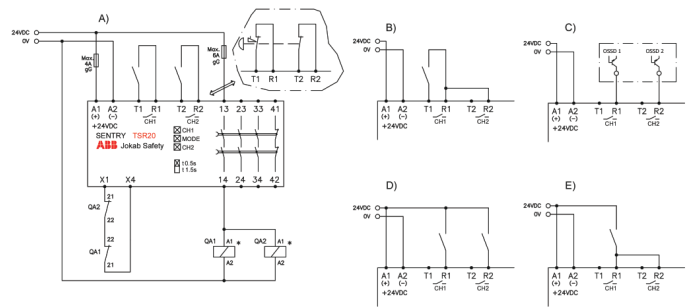 A)
24VDC
0V
Max.
4A
gG
Max.
6A
gG
T1 R1 T2 R2
A1 A2 T1 R1 T2 R2 13 23 33 41
(+) (−) CH1 CH2
+24VDC
SENTRY TSR20
ABB Jokab Safety
CH1
MODE
CH2
t0.5s
t1.5s
X1 X4 14 24 34 42
21
QA2
22
22
QA1
21
QA1 A1 *
A2
QA2 A1 *
A2
B)
24VDC
0V
A1 A2 T1 R1 T2 R2
(+) (−) CH1 CH2
+24VDC
C)
24VDC
0V
OSSD 1 OSSD 2
A1 A2 T1 R1 T2 R2
(+) (−) CH1 CH2
+24VDC
D)
24VDC
0V
A1 A2 T1 R1 T2 R2
(+) (−) CH1 CH2
+24VDC
E)
24VDC
0V
A1 A2 T1 R1 T2 R2
(+) (−) CH1 CH2
+24VDC